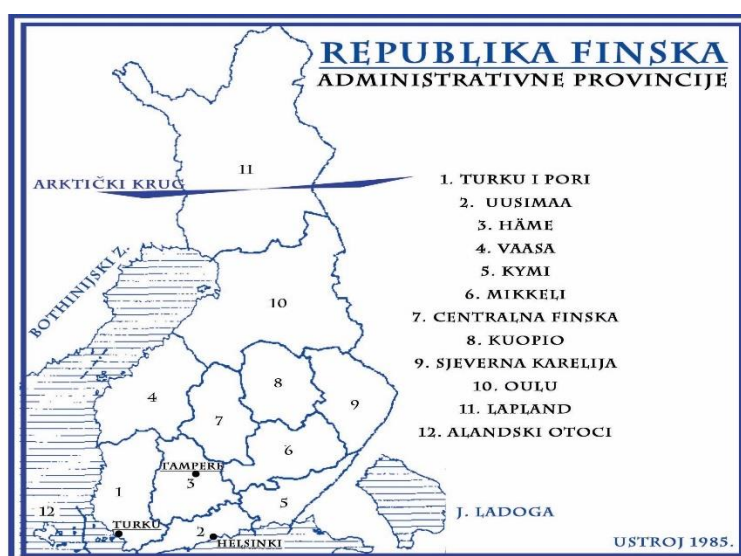 REPUBLIKA FINSKA
ADMINISTRATIVNE PROVINCIJE
11
ARKTIČKI KRUG
1. TURKU I PORI
2. UUSIMAA
3. HÄME
4. VAASA
5. KYMI
6. MIKKELI
7. CENTRALNA FINSKA
8. KUOPIO
9. SJEVERNA KARELIJA
10. OULU
11. LAPLAND
12. ALANDSKI OTOCI
BOTHINIJSKI Z.
10
8
4
9
7
6
TAMPERE
3
1
5
12
J. LADOGA
TURKU
2
HELSINKI
USTROJ 1985.